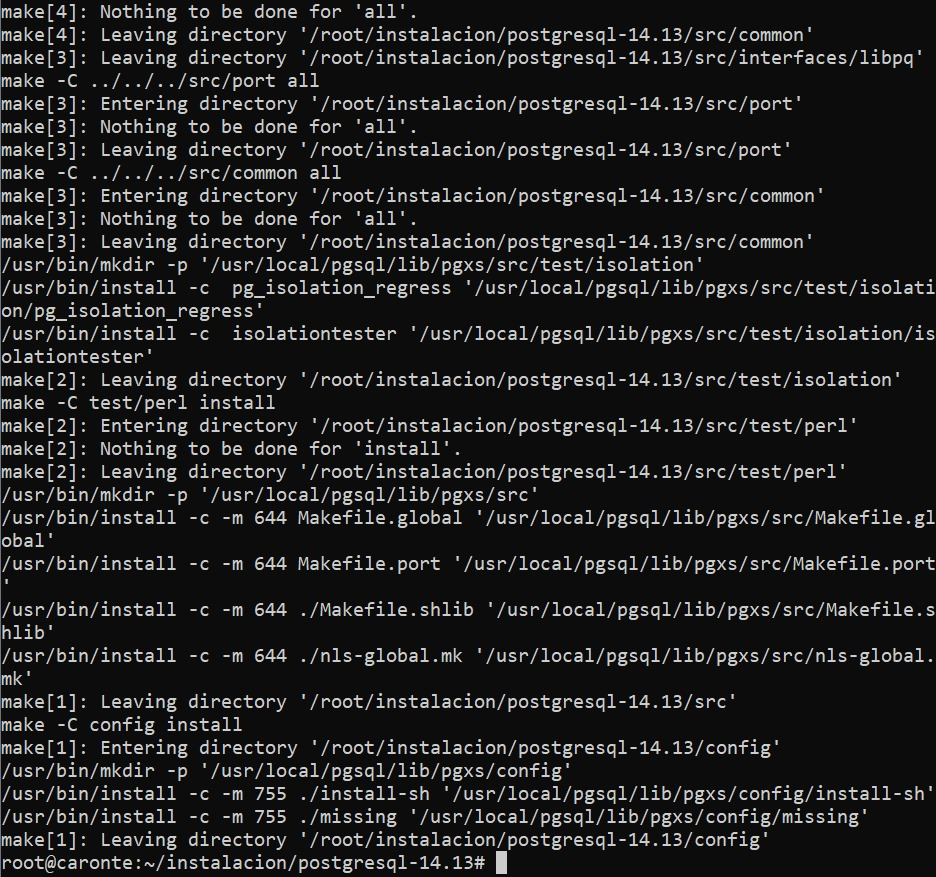 make[4]: Nothing to be done for 'all'.
make[4]: Leaving directory '/root/instalacion/postgresql-14.13/src/common'
make[3]: Leaving directory '/root/instalacion/postgresql-14.13/src/interfaces/libpq'
make -C ../../../src/port all
make[3]: Entering directory '/root/instalacion/postgresql-14.13/src/port'
make[3]: Nothing to be done for 'all'.
make[3]: Leaving directory '/root/instalacion/postgresql-14.13/src/port'
make -C ../../../src/common all
make[3]: Entering directory '/root/instalacion/postgresql-14.13/src/common'
make[3]: Nothing to be done for 'all'.
make[3]: Leaving directory '/root/instalacion/postgresql-14.13/src/common'
/usr/bin/mkdir -p '/usr/local/pgsql/lib/pgxs/src/test/isolation'
/usr/bin/install -c  pg_isolation_regress '/usr/local/pgsql/lib/pgxs/src/test/isolati
on/pg_isolation_regress'
/usr/bin/install -c  isolationtester '/usr/local/pgsql/lib/pgxs/src/test/isolation/is
olationtester'
make[2]: Leaving directory '/root/instalacion/postgresql-14.13/src/test/isolation'
make -C test/perl install
make[2]: Entering directory '/root/instalacion/postgresql-14.13/src/test/perl'
make[2]: Nothing to be done for 'install'.
make[2]: Leaving directory '/root/instalacion/postgresql-14.13/src/test/perl'
/usr/bin/mkdir -p '/usr/local/pgsql/lib/pgxs/src'
/usr/bin/install -c -m 644 Makefile.global '/usr/local/pgsql/lib/pgxs/src/Makefile.gl
obal'
/usr/bin/install -c -m 644 Makefile.port '/usr/local/pgsql/lib/pgxs/src/Makefile.port
'
/usr/bin/install -c -m 644 ./Makefile.shlib '/usr/local/pgsql/lib/pgxs/src/Makefile.s
hlib'
/usr/bin/install -c -m 644 ./nls-global.mk '/usr/local/pgsql/lib/pgxs/src/nls-global.
mk'
make[1]: Leaving directory '/root/instalacion/postgresql-14.13/src'
make -C config install
make[1]: Entering directory '/root/instalacion/postgresql-14.13/config'
/usr/bin/mkdir -p '/usr/local/pgsql/lib/pgxs/config'
/usr/bin/install -c -m 755 ./install-sh '/usr/local/pgsql/lib/pgxs/config/install-sh'
/usr/bin/install -c -m 755 ./missing '/usr/local/pgsql/lib/pgxs/config/missing'
make[1]: Leaving directory '/root/instalacion/postgresql-14.13/config'
root@caronte:~/instalacion/postgresql-14.13#